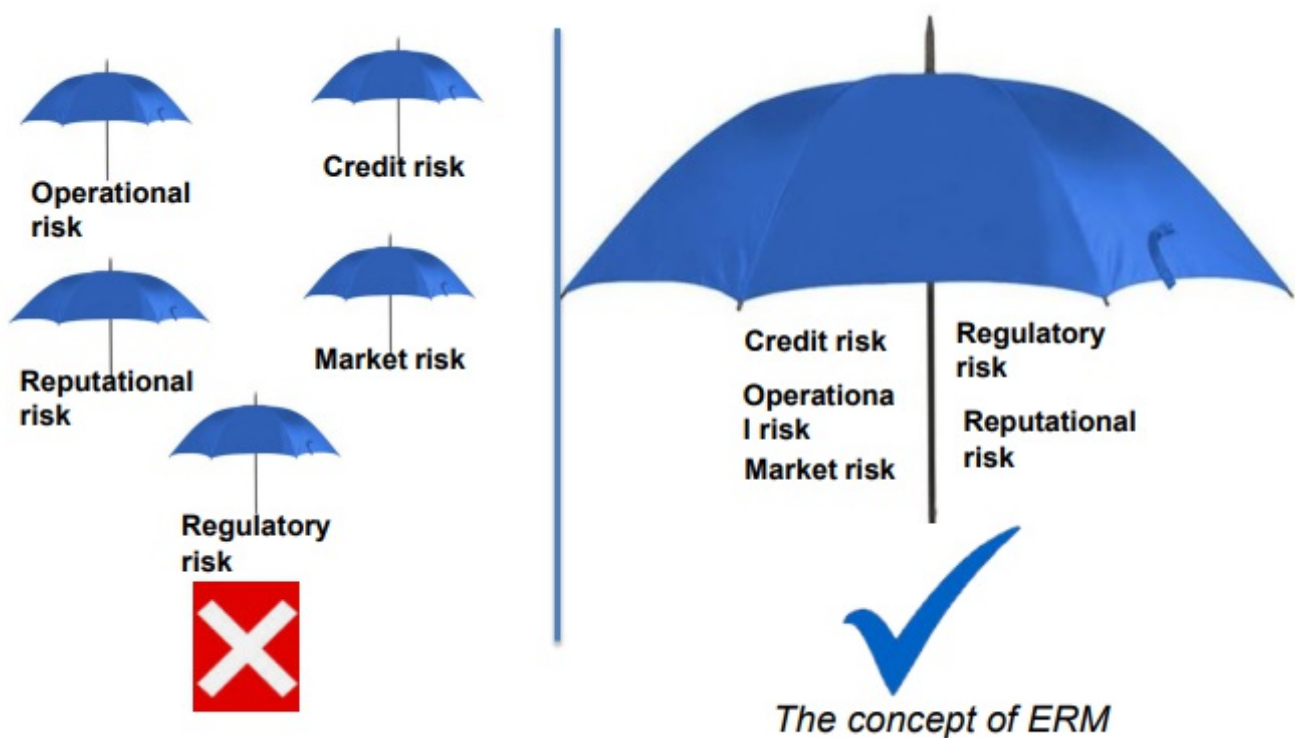 Operational
risk
Credit risk
Reputational
risk
Market risk
Regulatory
risk
Credit risk
Operationa
l risk
Market risk
Regulatory
risk
Reputational
risk
The concept of ERM